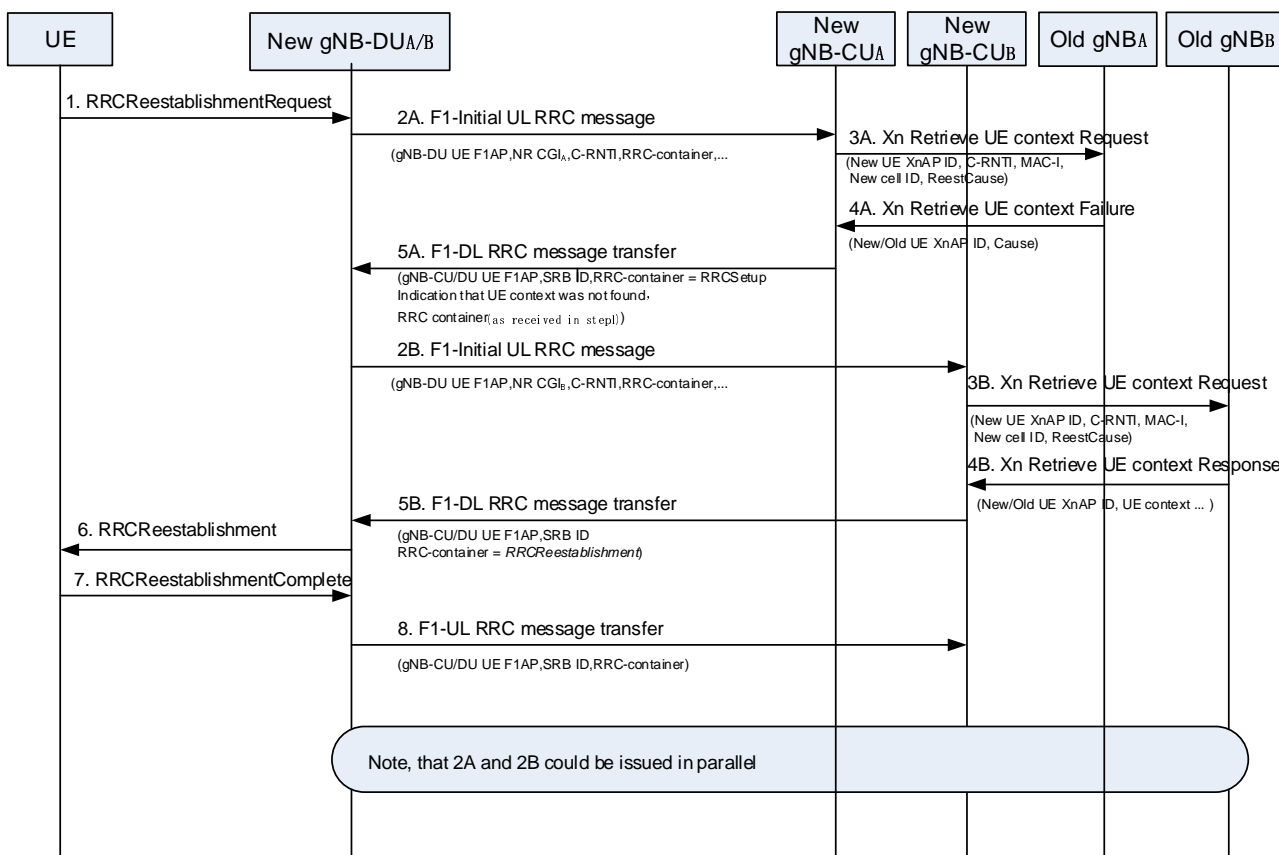 UE
New gNB-DUA/B
New
gNB-CUA
New
gNB-CUB
Old gNBA
Old gNBB
1. RRCReestablishmentRequest
2A. F1-Initial UL RRC message
(gNB-DU UE F1AP,NR CGIA,C-RNTI,RRC-container,...
3A. Xn Retrieve UE context Request
(New UE XnAP ID, C-RNTI, MAC-I,
New cell ID, ReestCause)
4A. Xn Retrieve UE context Failure
(New/Old UE XnAP ID, Cause)
5A. F1-DL RRC message transfer
(gNB-CU/DU UE F1AP,SRB ID,RRC-container = RRCSetup
Indication that UE context was not found,
RRC container(as received in step1))
2B. F1-Initial UL RRC message
(gNB-DU UE F1AP,NR CGIB,C-RNTI,RRC-container,...
3B. Xn Retrieve UE context Request
(New UE XnAP ID, C-RNTI, MAC-I,
New cell ID, ReestCause)
4B. Xn Retrieve UE context Response
(New/Old UE XnAP ID, UE context ... )
5B. F1-DL RRC message transfer
(gNB-CU/DU UE F1AP,SRB ID
RRC-container = RRCReestablishment)
6. RRCReestablishment
7. RRCReestablishmentComplete
8. F1-UL RRC message transfer
(gNB-CU/DU UE F1AP,SRB ID,RRC-container)
Note, that 2A and 2B could be issued in parallel